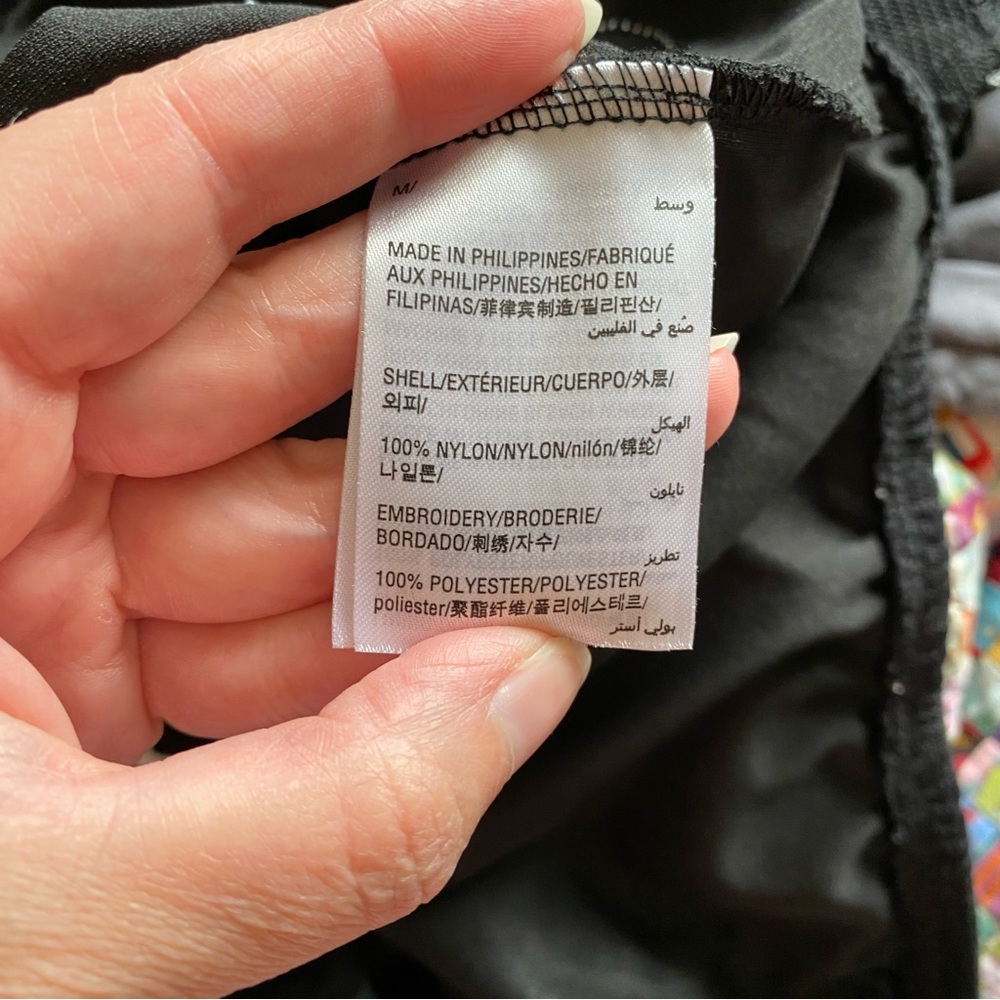 M/
وسط
MADE IN PHILIPPINES/FABRIQUÉ
AUX PHILIPPINES/HECHO EN
FILIPINAS/菲律宾制造/필리핀산/
صُنع في الفليبين
SHELL/EXTÉRIEUR/CUERPO/外层/
외피/
الهيكل
100% NYLON/NYLON/nilón/锦纶/
나일론/
نايلون
EMBROIDERY/BRODERIE/
BORDADO/刺绣/자수/
تطريز
100% POLYESTER/POLYESTER/
poliester/聚酯纤维/폴리에스테르/
بولي أستر